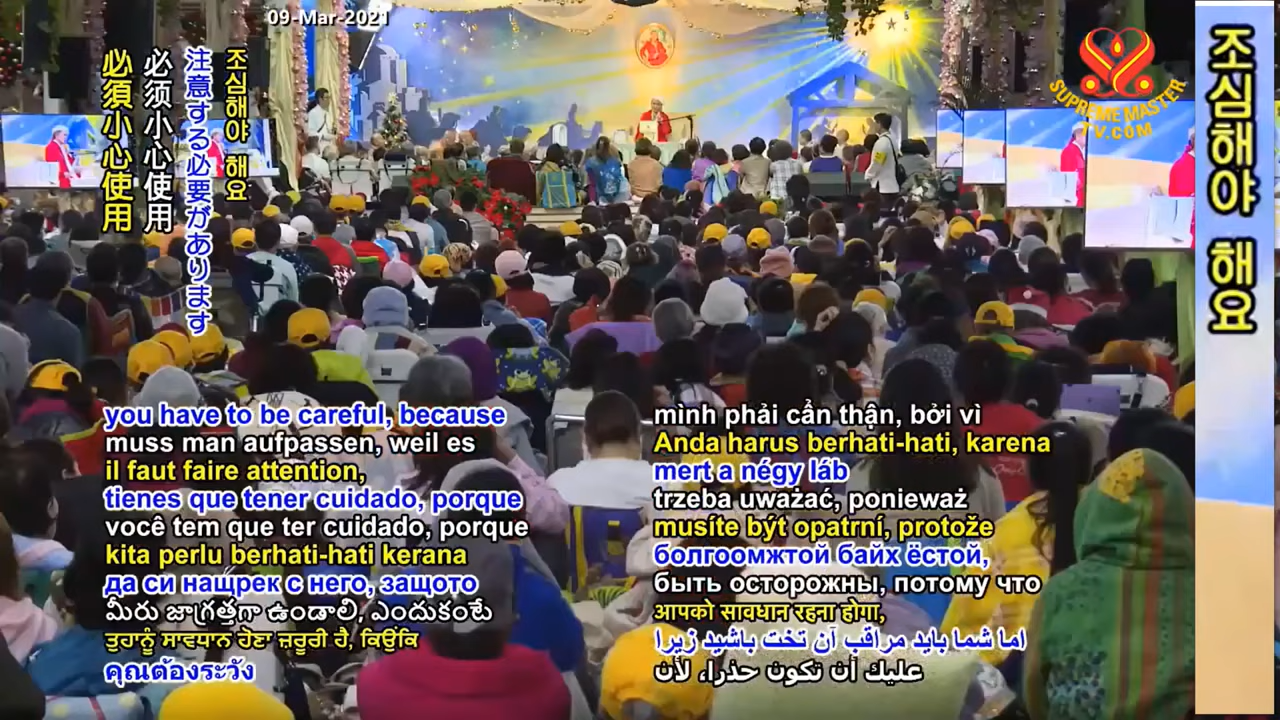 09-Mar-2021
SUPREME MASTER
TV.COM
조심해야 해요
注意する必要があります
必须小心使用
必須小心使用
조심해야 해요
you have to be careful, because
muss man aufpassen, weil es
il faut faire attention,
tienes que tener cuidado, porque
você tem que ter cuidado, porque
kita perlu berhati-hati kerana
да си нащрек с него, защото
మీరు జాగ్రత్తగా ఉండాలి, ఎందుకంటే
ਤੁਹਾਨੂੰ ਸਾਵਧਾਨ ਹੋਣਾ ਜ਼ਰੂਰੀ ਹੈ, ਕਿਉਂਕਿ
คุณต้องระวัง
mình phải cẩn thận, bởi vì
Anda harus berhati-hati, karena
mert a négy láb
trzeba uważać, ponieważ
musíte být opatrní, protože
болгоомжтой байх ёстой,
быть осторожны, потому что
आपको सावधान रहना होगा,
اما شما باید مراقب آن تخت باشید زیرا
عليك أن تكون حذرا، لأن